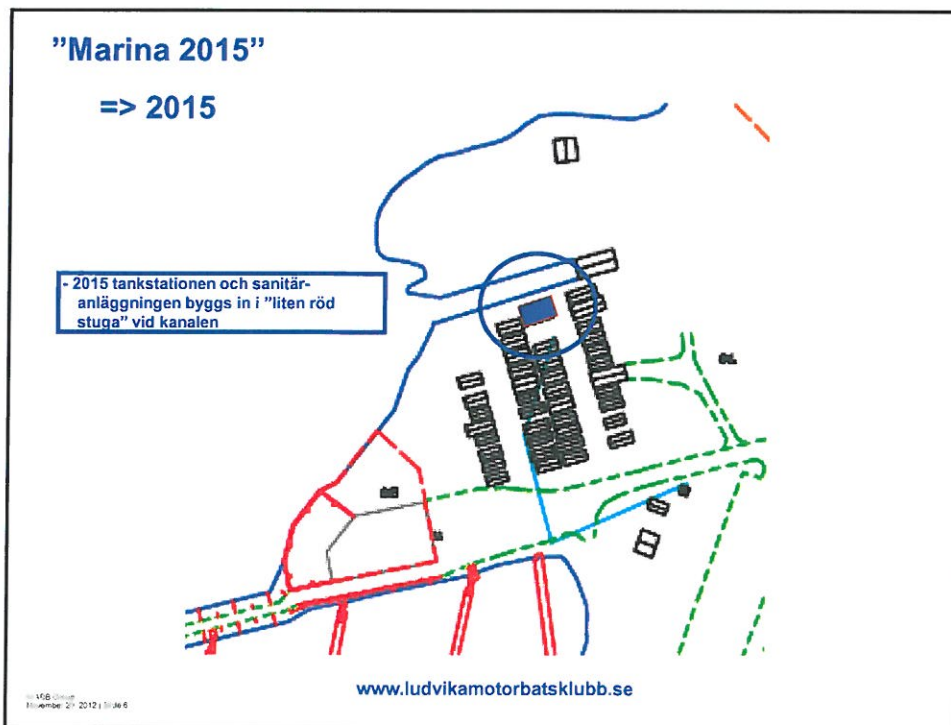 "Marina 2015"
=> 2015
- 2015 tankstationen och sanitär-
anläggningen byggs in i "liten röd
stuga" vid kanalen
www.ludvikamotorbatsklubb.se
2012 |